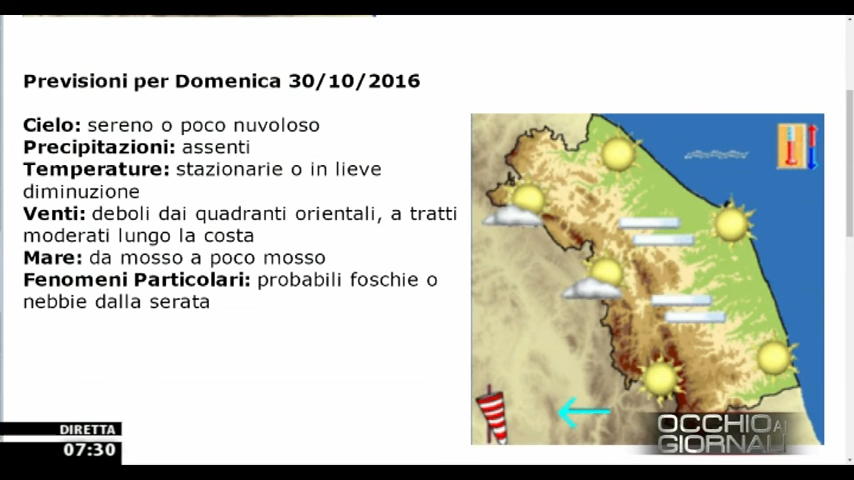 Previsioni per Domenica 30/10/2016
Cielo: sereno o poco nuvoloso
Precipitazioni: assenti
Temperature: stazionarie o in lieve
diminuzione
Venti: deboli dai quadranti orientali, a tratti
moderati lungo la costa
Mare: da mosso a poco mosso
Fenomeni Particolari: probabili foschie o
nebbie dalla serata
DIRETTA
07:30
OCCHIO AI
GIORNALI